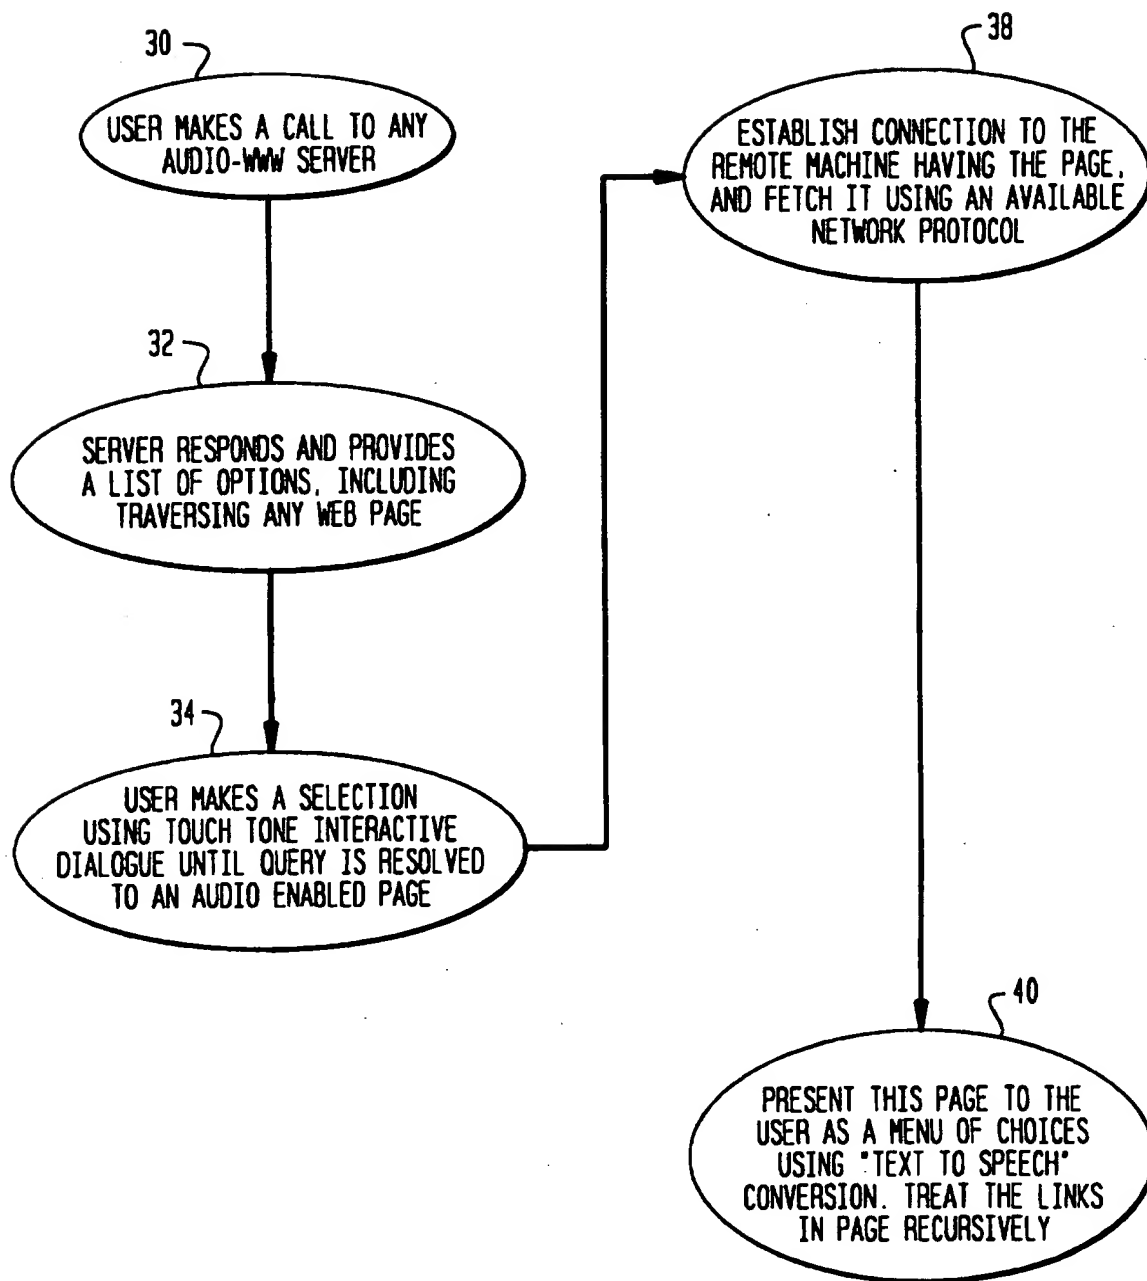 30
USER MAKES A CALL TO ANY
AUDIO-WWW SERVER
32
SERVER RESPONDS AND PROVIDES
A LIST OF OPTIONS, INCLUDING
TRAVERSING ANY WEB PAGE
34
USER MAKES A SELECTION
USING TOUCH TONE INTERACTIVE
DIALOGUE UNTIL QUERY IS RESOLVED
TO AN AUDIO ENABLED PAGE
38
ESTABLISH CONNECTION TO THE
REMOTE MACHINE HAVING THE PAGE,
AND FETCH IT USING AN AVAILABLE
NETWORK PROTOCOL
40
PRESENT THIS PAGE TO THE
USER AS A MENU OF CHOICES
USING "TEXT TO SPEECH"
CONVERSION. TREAT THE LINKS
IN PAGE RECURSIVELY